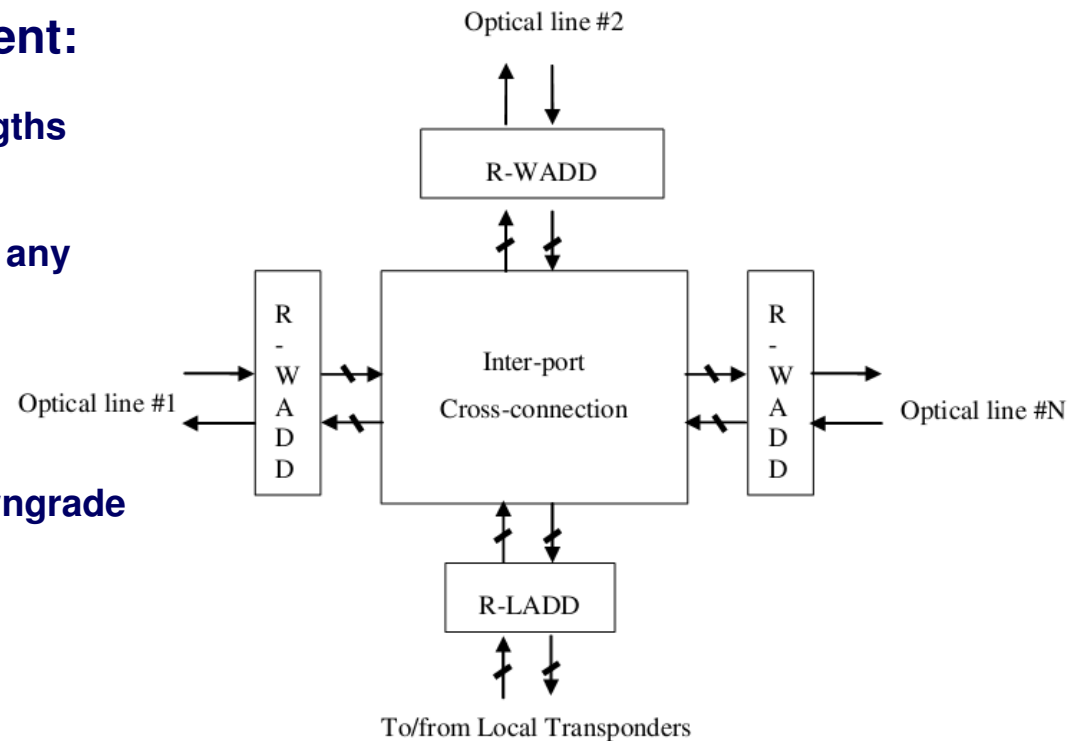 ent:
gths
any
ngrade
Optical line #2
R-WADD
R
-
W
A
D
D
Inter-port
Cross-connection
R
-
W
A
D
D
Optical line #1
Optical line #N
R-LADD
To/from Local Transponders